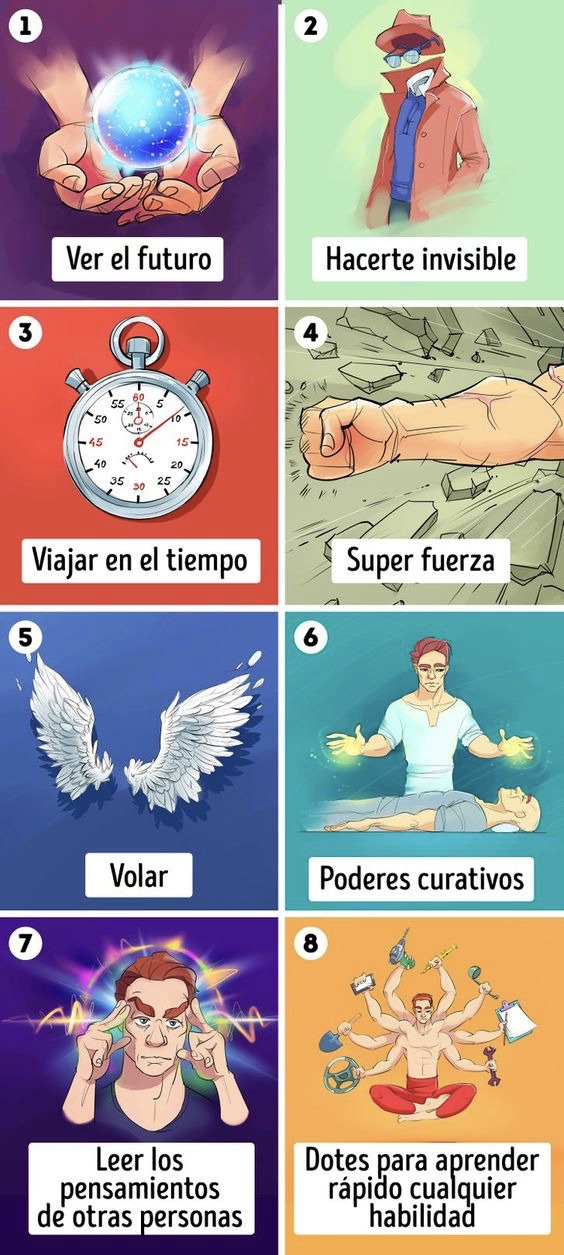 1
Ver el futuro
2
Hacerte invisible
3
60
55
5
50
10
45
15
40
20
35
25
30
Viajar en el tiempo
4
Super fuerza
5
Volar
6
Poderes curativos
7
Leer los
pensamientos
de otras personas
8
Dotes para aprender
rápido cualquier
habilidad